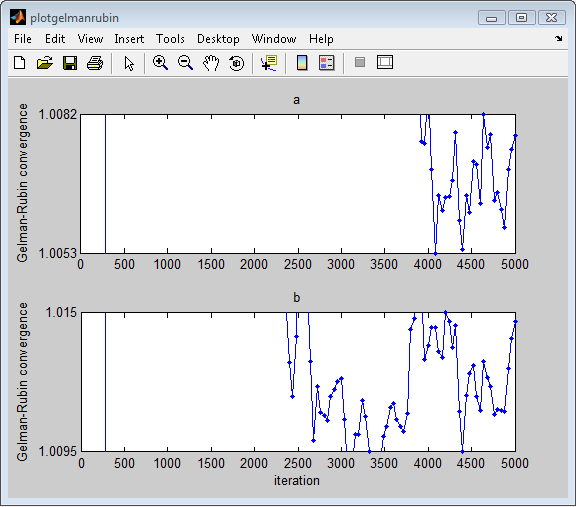 plotgelmanrubin
File Edit View Insert Tools Desktop Window Help
a
Gelman-Rubin convergence
1.0082
1.0053
0 500 1000 1500 2000 2500 3000 3500 4000 4500 5000
b
Gelman-Rubin convergence
1.015
1.0095
0 500 1000 1500 2000 2500 3000 3500 4000 4500 5000
iteration